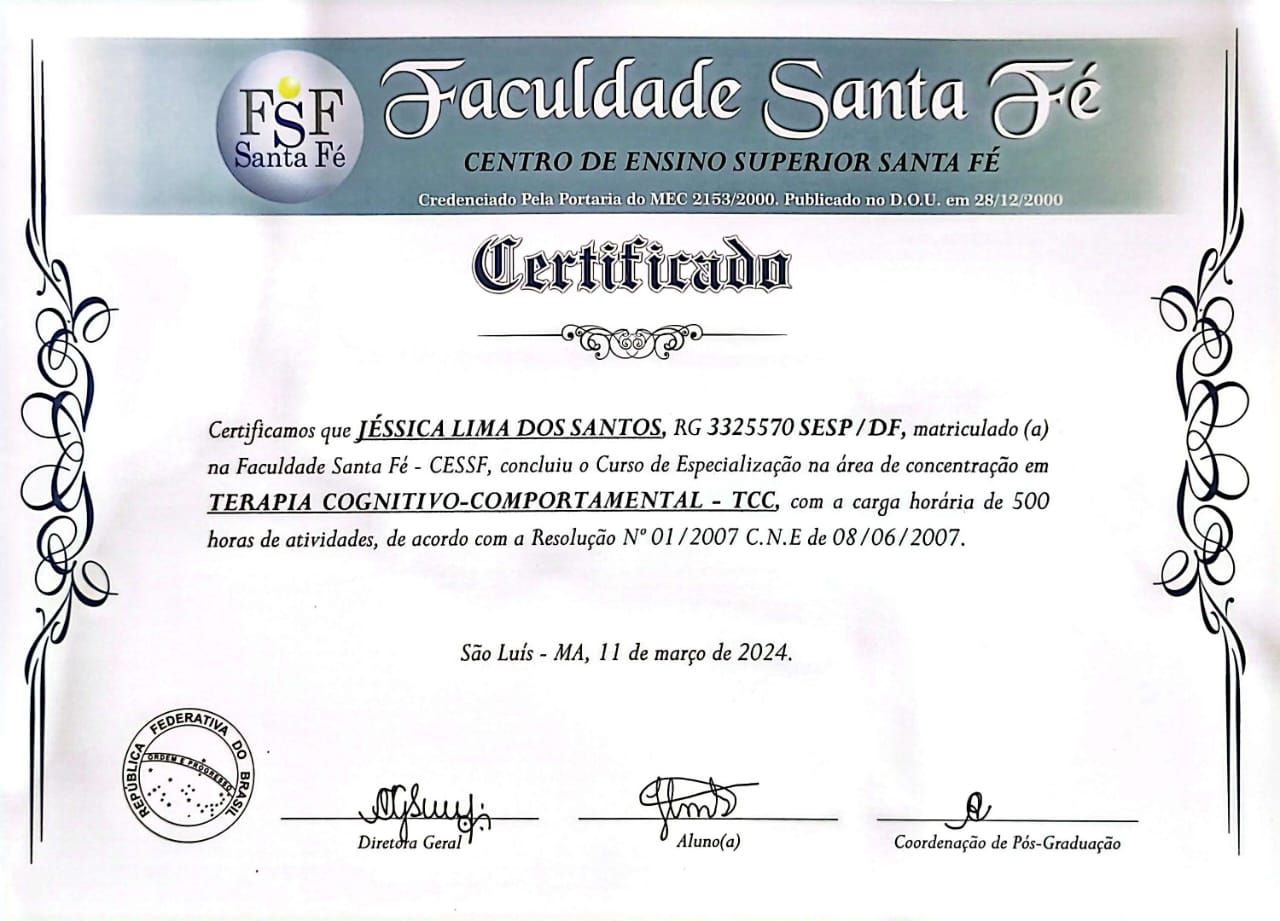 FSF
Santa Fé
Faculdade Santa Fé
CENTRO DE ENSINO SUPERIOR SANTA FÉ
Credenciado Pela Portaria do MEC 2153/2000. Publicado no D.O.U. em 28/12/2000
Certificado
Certificamos que JÉSSICA LIMA DOS SANTOS, RG 3325570 SESP/DF, matriculado (a)
na Faculdade Santa Fé - CESSF, concluiu o Curso de Especialização na área de concentração em
TERAPIA COGNITIVO-COMPORTAMENTAL - TCC, com a carga horária de 500
horas de atividades, de acordo com a Resolução Nº 01/2007 C.N.E de 08/06/2007.
São Luís - MA, 11 de março de 2024.
REPÚBLICA FEDERATIVA DO BRASIL
ORDEM E PROGRESSO
Diretora Geral
Aluno(a)
Coordenação de Pós-Graduação